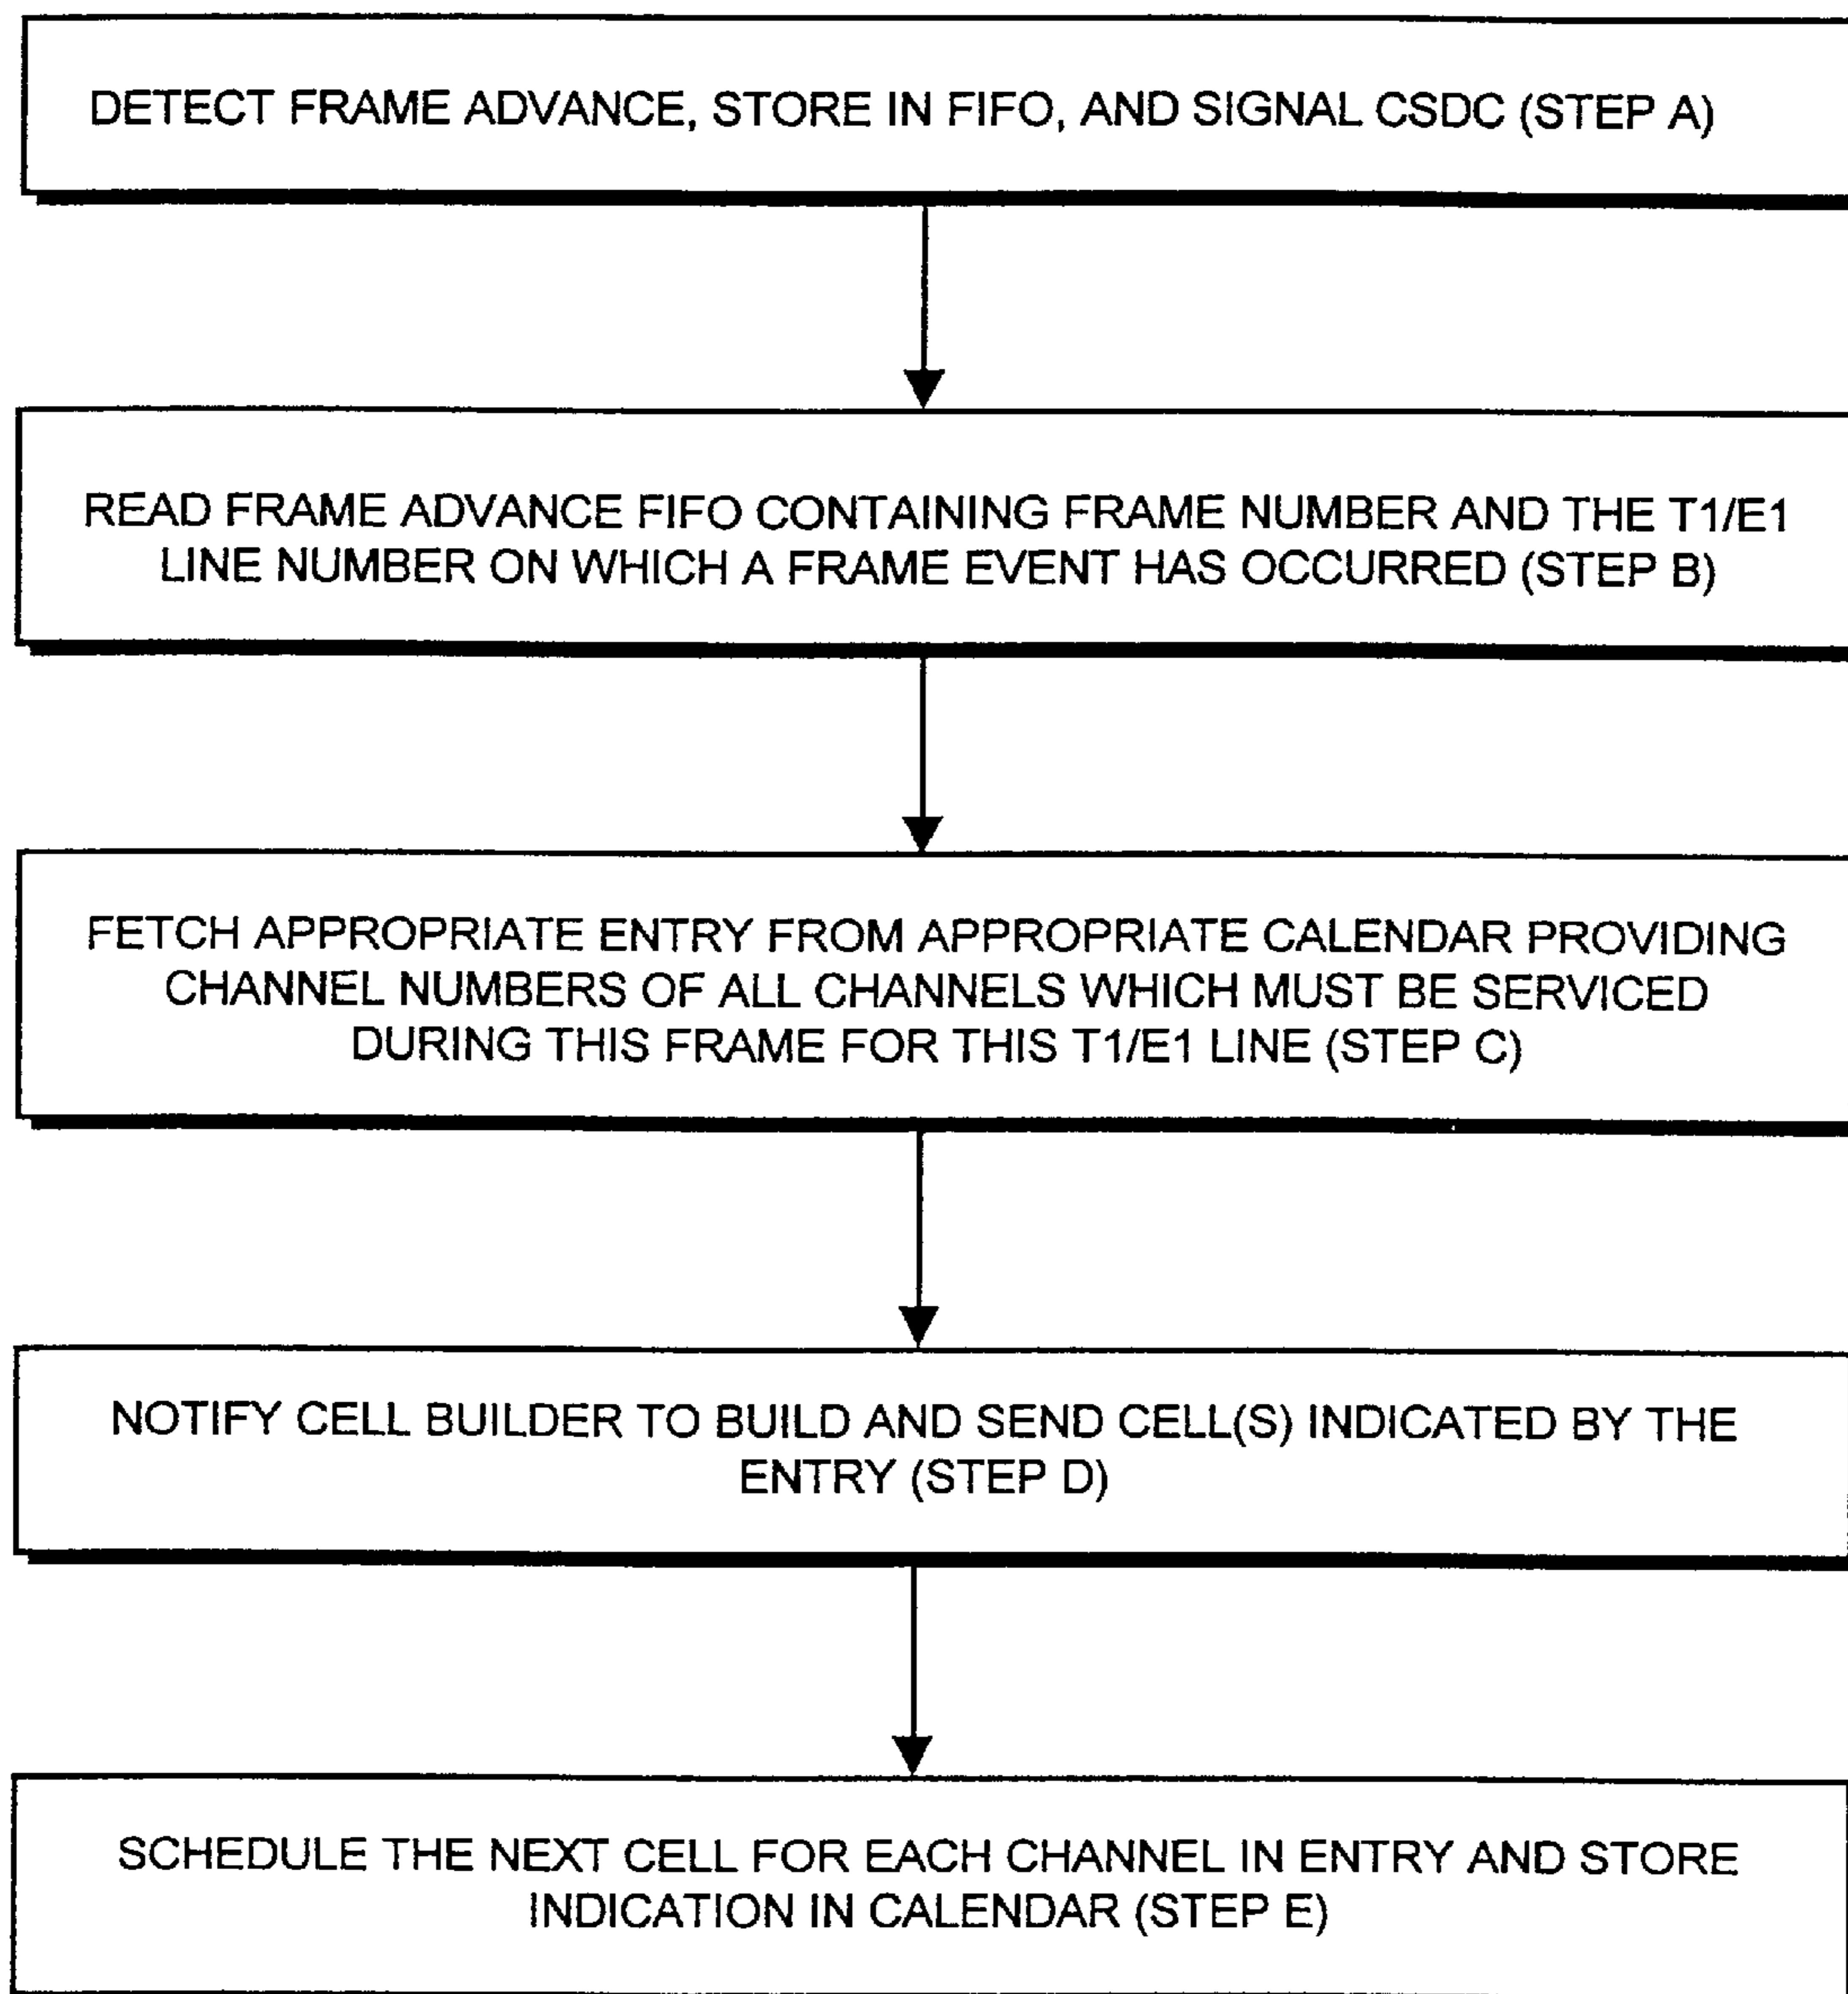 DETECT FRAME ADVANCE, STORE IN FIFO, AND SIGNAL CSDC (STEP A)
READ FRAME ADVANCE FIFO CONTAINING FRAME NUMBER AND THE T1/E1
LINE NUMBER ON WHICH A FRAME EVENT HAS OCCURRED (STEP B)
FETCH APPROPRIATE ENTRY FROM APPROPRIATE CALENDAR PROVIDING
CHANNEL NUMBERS OF ALL CHANNELS WHICH MUST BE SERVICED
DURING THIS FRAME FOR THIS T1/E1 LINE (STEP C)
NOTIFY CELL BUILDER TO BUILD AND SEND CELL(S) INDICATED BY THE
ENTRY (STEP D)
SCHEDULE THE NEXT CELL FOR EACH CHANNEL IN ENTRY AND STORE
INDICATION IN CALENDAR (STEP E)